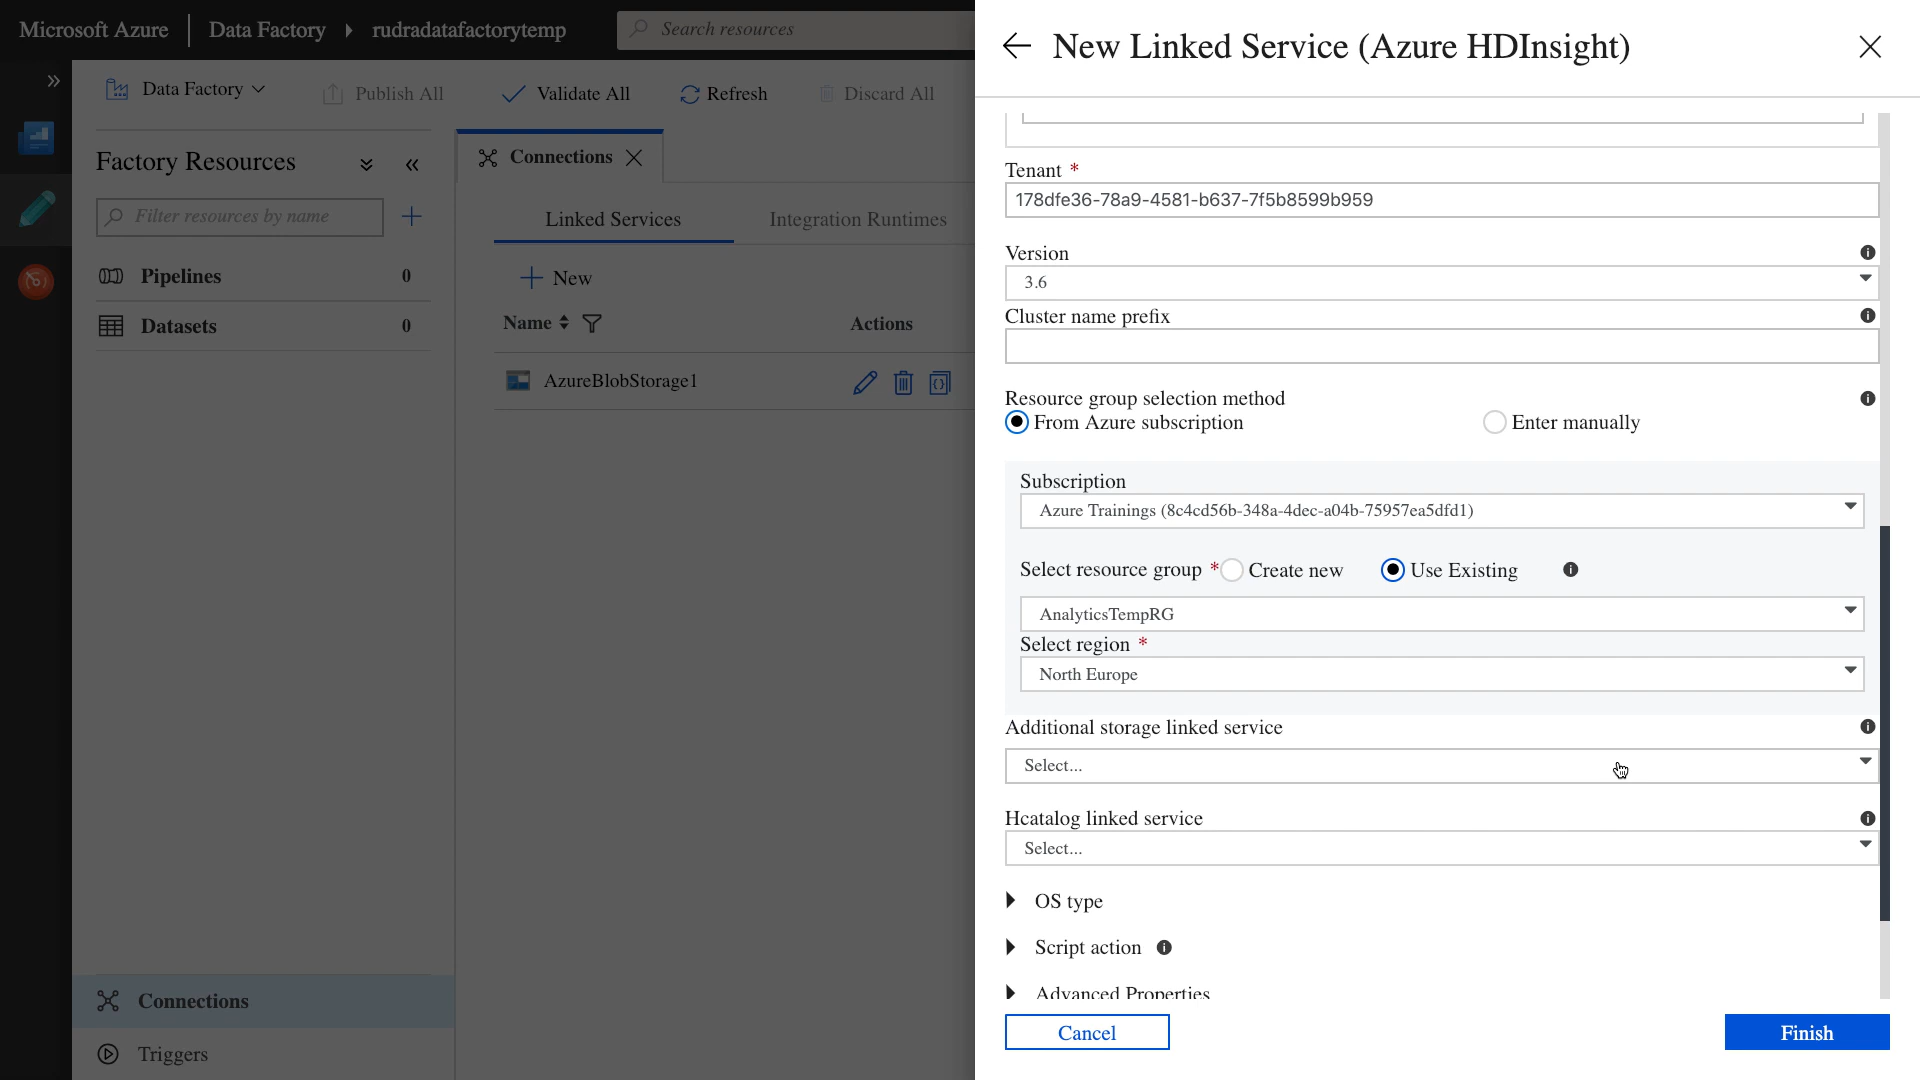 Microsoft Azure
Data Factory
rudradatafactorytemp
Search resources
Data Factory
Publish All
Validate All
Refresh
Discard All
Factory Resources
Filter resources by name
Pipelines 0
Datasets 0
Connections
Triggers
Connections
Linked Services
Integration Runtimes
New
Name
Actions
AzureBlobStorage1
New Linked Service (Azure HDInsight)
Tenant *
178dfe36-78a9-4581-b637-7f5b8599b959
Version
3.6
Cluster name prefix
Resource group selection method
From Azure subscription
Enter manually
Subscription
Azure Trainings (8c4cd56b-348a-4dec-a04b-75957ea5dfd1)
Select resource group * Create new Use Existing
AnalyticsTempRG
Select region *
North Europe
Additional storage linked service
Select...
Hcatalog linked service
Select...
OS type
Script action
Advanced Properties
Cancel
Finish